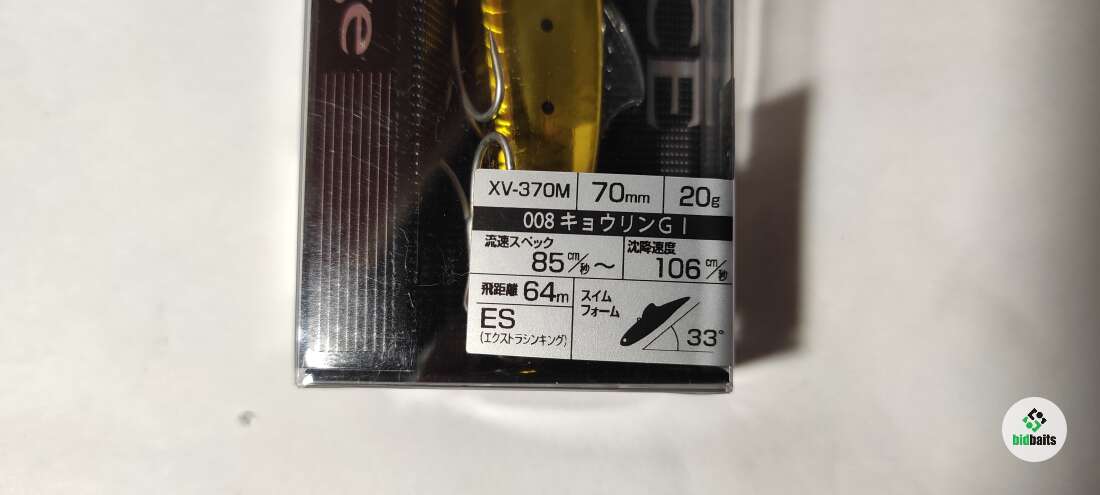 XV-370M 70mm 20g
008 キョウリンGI
流速スペック 85cm/秒〜
沈降速度 106cm/秒
飛距離 64m
ES
(エクストラシンキング)
スイム
フォーム
33°
bidbaits